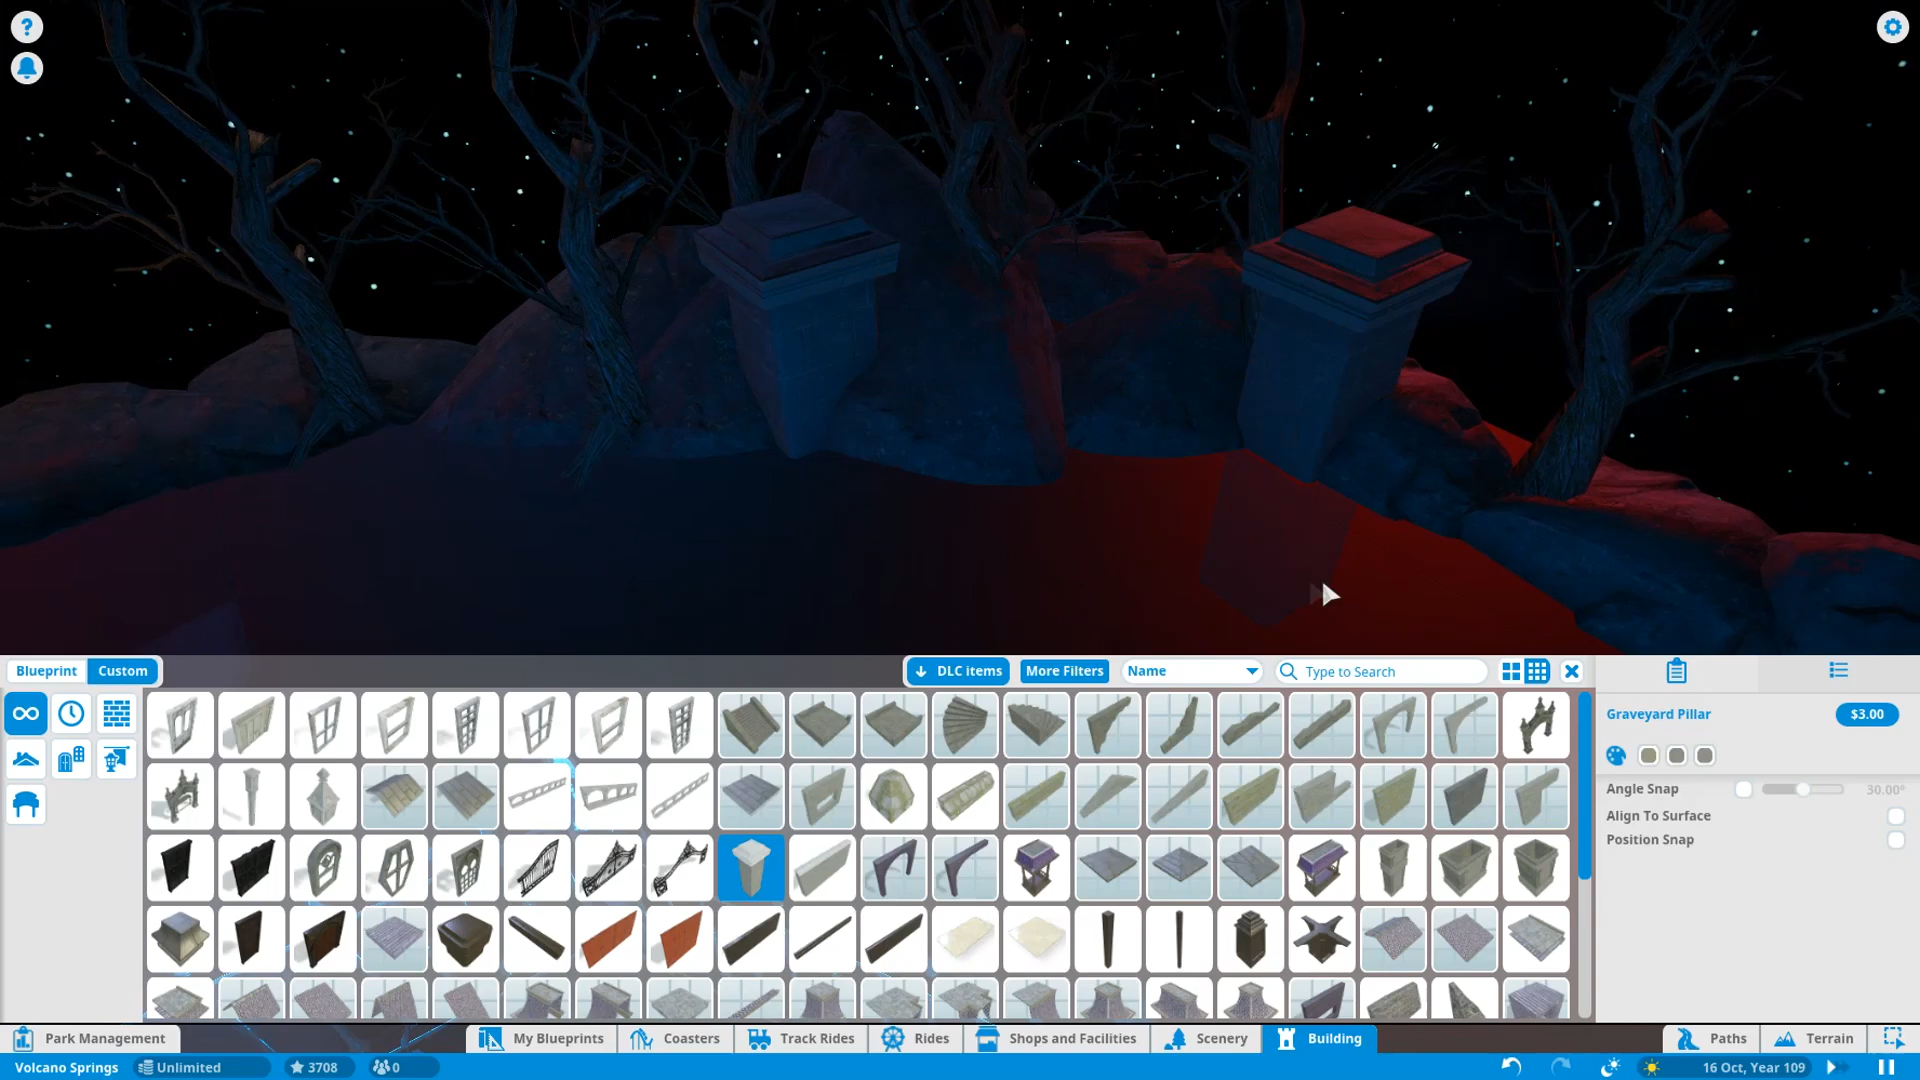 ?
Blueprint
Custom
DLC items
More Filters
Name
Type to Search
Graveyard Pillar
$3.00
Angle Snap
30.00°
Align To Surface
Position Snap
Park Management
My Blueprints
Coasters
Track Rides
Rides
Shops and Facilities
Scenery
Building
Paths
Terrain
Volcano Springs
Unlimited
3708
0
16 Oct, Year 109